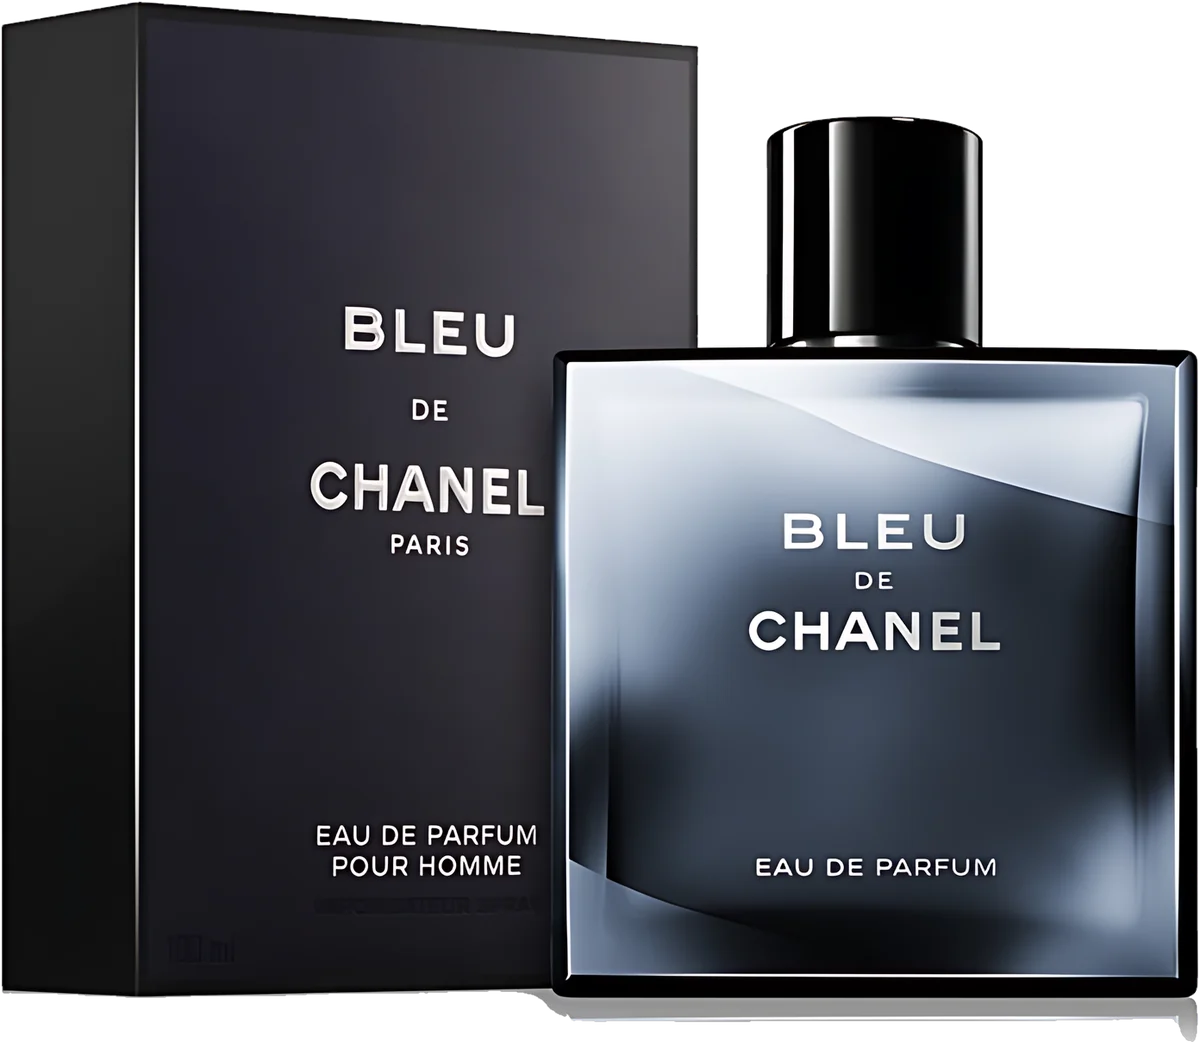 BLEU
DE
CHANEL
PARIS
EAU DE PARFUM
POUR HOMME
BLEU
DE
CHANEL
EAU DE PARFUM